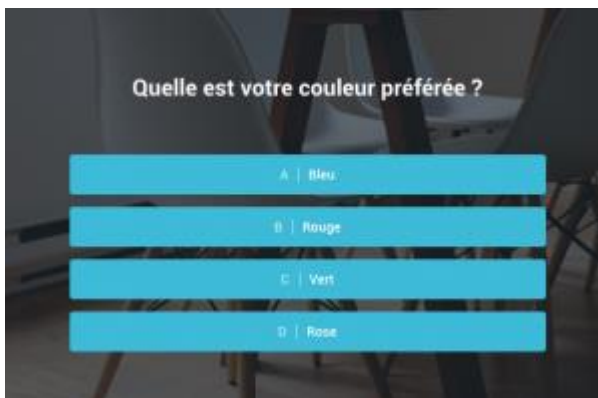 Quelle est votre couleur préférée ?
A | Bleu
B | Rouge
C | Vert
D | Rose